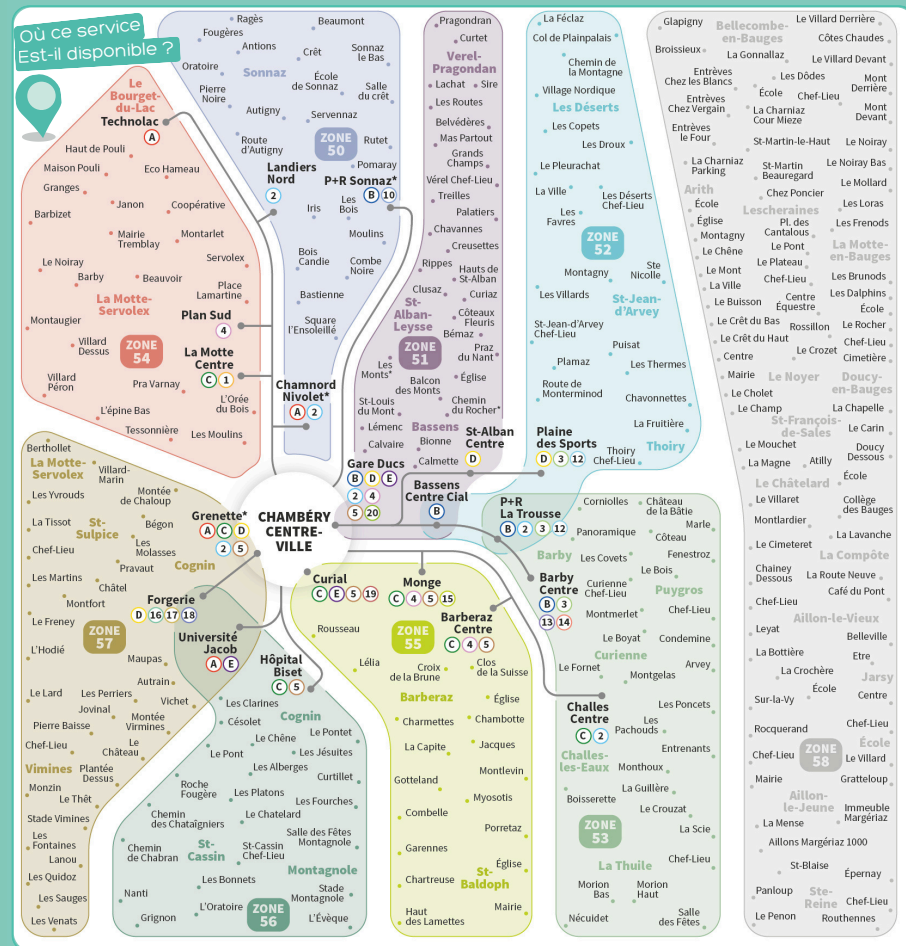 Où ce service
Est-il disponible ?
Le
Bourget-
du-Lac
Technolac
A
Haut de Pouli
Maison Pouli
Eco Hameau
Granges
Janon
Coopérative
Barbizet
Mairie
Tremblay
Montarlet
Le Noiray
Servolex
Barby
Beauvoir
Place
Lamartine
La Motte-
Servolex
Plan Sud
4
Montaugier
Villard
Dessus
ZONE
54
La Motte
Centre
C 1
Villard
Péron
Pra Varnay
L'Orée
du Bois
L'épine Bas
Tessonnière
Les Moulins
Ragès
Beaumont
Fougères
Antions
Crêt
Sonnaz
le Bas
Oratoire
Sonnaz
École
de Sonnaz
Pierre
Noire
Salle
du crêt
Autigny
Servennaz
Route
d'Autigny
ZONE
50
Rutet
Pomaray
Landiers
Nord
2
P+R Sonnaz*
B 10
Iris
Les
Bois
Moulins
Bois
Candie
Combe
Noire
Bastienne
Square
l'Ensoleillé
Chamnord
Nivolet*
A 2
Pragondran
Curtet
Verel-
Pragondan
Lachat
Sire
Les Routes
Belvédères
Mas Partout
Grands
Champs
Vérel Chef-Lieu
Treilles
Palatiers
Chavannes
Creusettes
Rippes
Hauts de
St-Alban
Clusaz
Curiaz
St-
Alban-
Leysse
Côteaux
Fleuris
Bémaz
ZONE
51
Praz
du Nant
Les
Monts*
Église
Balcon
des Monts
St-Louis
du Mont
Chemin
du Rocher*
Lémenc
Bassens
Calvaire
Bionne
Calmette
St-Alban
Centre
D
Gare Ducs
B D E
2 4
5 20
Bassens
Centre Cial
B
La Féclaz
Col de Plainpalais
Chemin de
la Montagne
Village Nordique
Les Déserts
Les Copets
Les Droux
Le Pleurachat
La Ville
Les Déserts
Chef-Lieu
Les
Favres
ZONE
52
Montagny
Ste
Nicolle
Les Villards
St-Jean-
d'Arvey
St-Jean-d'Arvey
Chef-Lieu
Puisat
Plamaz
Les Thermes
Route de
Monterminod
Chavonnettes
La Fruitière
Plaine
des Sports
D 3 12
Thoiry
Chef-Lieu
Thoiry
Glapigny
Bellecombe-
en-Bauges
Le Villard Derrière
Côtes Chaudes
Broissieux
La Gonnallaz
Le Villard Devant
Entrèves
Chez les Blancs
Les Dôdes
Mont
Derrière
École
Chef-Lieu
Entrèves
Chez Vergain
La Charniaz
Cour Mieze
Mont
Devant
Entrèves
le Four
St-Martin-le-Haut
Le Noiray
La Charniaz
Parking
St-Martin
Beauregard
Le Noiray Bas
Arith
Le Mollard
Chez Poncier
École
Les Loras
Lescheraines
Église
Pl. des
Cantalous
Les Frenods
Montagny
Le Chêne
Le Pont
La Motte-
en-Bauges
Le Plateau
Le Mont
Chef-Lieu
Les Brunods
La Ville
Les Dalphins
Le Buisson
Centre
Équestre
École
Le Crêt du Bas
Rossillon
Le Rocher
Le Crêt du Haut
Chef-Lieu
Centre
Le Crozet
Cimetière
Mairie
Le Noyer
Doucy-
en-Bauges
Le Cholet
Le Champ
La Chapelle
St-François-
de-Sales
Le Carin
Le Mouchet
Doucy
Dessous
La Magne
Atilly
École
Le Châtelard
Le Villaret
Collège
des Bauges
Montlardier
La Lavanche
Le Cimeteret
La Compôte
Chainey
Dessous
La Route Neuve
Café du Pont
Chef-Lieu
Aillon-le-Vieux
Leyat
Belleville
La Bottière
Etre
La Crochère
Jarsy
École
Centre
Sur-la-Vy
Rocquerand
Chef-Lieu
École
Chef-Lieu
ZONE
58
Le Villard
Mairie
Gratteloup
Aillon-
le-Jeune
Immeuble
Margériaz
La Mense
Aillons Margériaz 1000
St-Blaise
Épernay
Panloup
Ste-
Reine
Chef-Lieu
Le Penon
Routhennes
Berthollet
La Motte-
Servolex
Villard-
Marin
Les Yvrouds
Montée
de Chaloup
La Tissot
St-
Sulpice
Bégon
Chef-Lieu
Les
Molasses
Pravaut
Cognin
Les Martins
Châtel
Montfort
Le Freney
ZONE
57
L'Hodié
Maupas
Autrain
Le Lard
Les Perriers
Vichet
Jovinal
Pierre Baisse
Montée
Virmines
Chef-Lieu
Le
Château
Vimines
Plantée
Dessus
Monzin
Le Thêt
Stade Vimines
Les
Fontaines
Lanou
Les Quidoz
Les Sauges
Les Venats
Grenette*
A C D
2 5
CHAMBÉRY
CENTRE-
VILLE
Forgerie
D 16 17 18
Université
Jacob
A E
Hôpital
Biset
C 5
Les Clarines
Cognin
Césolet
Le Pontet
Le Chêne
Le Pont
Les Jésuites
Les Alberges
Curtillet
Roche
Fougère
Les Platons
Les Fourches
Chemin
des Chataîgniers
Le Chatelard
Salle des Fêtes
Montagnole
Chemin
de Chabran
St-
Cassin
St-Cassin
Chef-Lieu
Montagnole
Les Bonnets
Nanti
Stade
Montagnole
L'Oratoire
ZONE
56
Grignon
L'Évèque
Curial
C E 5 19
Monge
C 4 5 15
Rousseau
ZONE
55
Barberaz
Centre
C 4 5
Lélia
Croix
de la Brune
Clos
de la Suisse
Barberaz
Église
Charmettes
Chambotte
La Capite
Jacques
Gotteland
Montlevin
Myosotis
Combelle
Porretaz
Garennes
Église
Chartreuse
St-
Baldoph
Haut
des Lamettes
Mairie
P+R
La Trousse
B 2 3 12
Corniolles
Château
de la Bâtie
Marle
Panoramique
Côteau
Barby
Les Covets
Fenestroz
Le Bois
Barby
Centre
B 3
13 14
Curienne
Chef-Lieu
Puygros
Montmerlet
Chef-Lieu
Le Boyat
Condemine
Curienne
Le Fornet
Arvey
Montgelas
Challes
Centre
C 2
Les Poncets
Les
Pachouds
Challes-
les-Eaux
Entrenants
Monthoux
La Guillère
Boisserette
Le Crouzat
ZONE
53
La Scie
La Thuile
Chef-Lieu
Morion
Bas
Morion
Haut
Nécuidet
Salle
des Fêtes